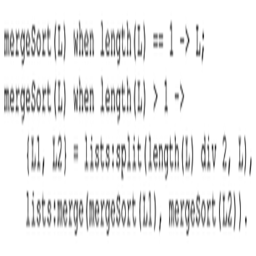 mergeSort(L) when length(L) == 1 -> L;
mergeSort(L) when length(L) > 1 ->
{L1, L2} = lists:split(length(L) div 2, L),
lists:merge(mergeSort(L1), mergeSort(L2)).